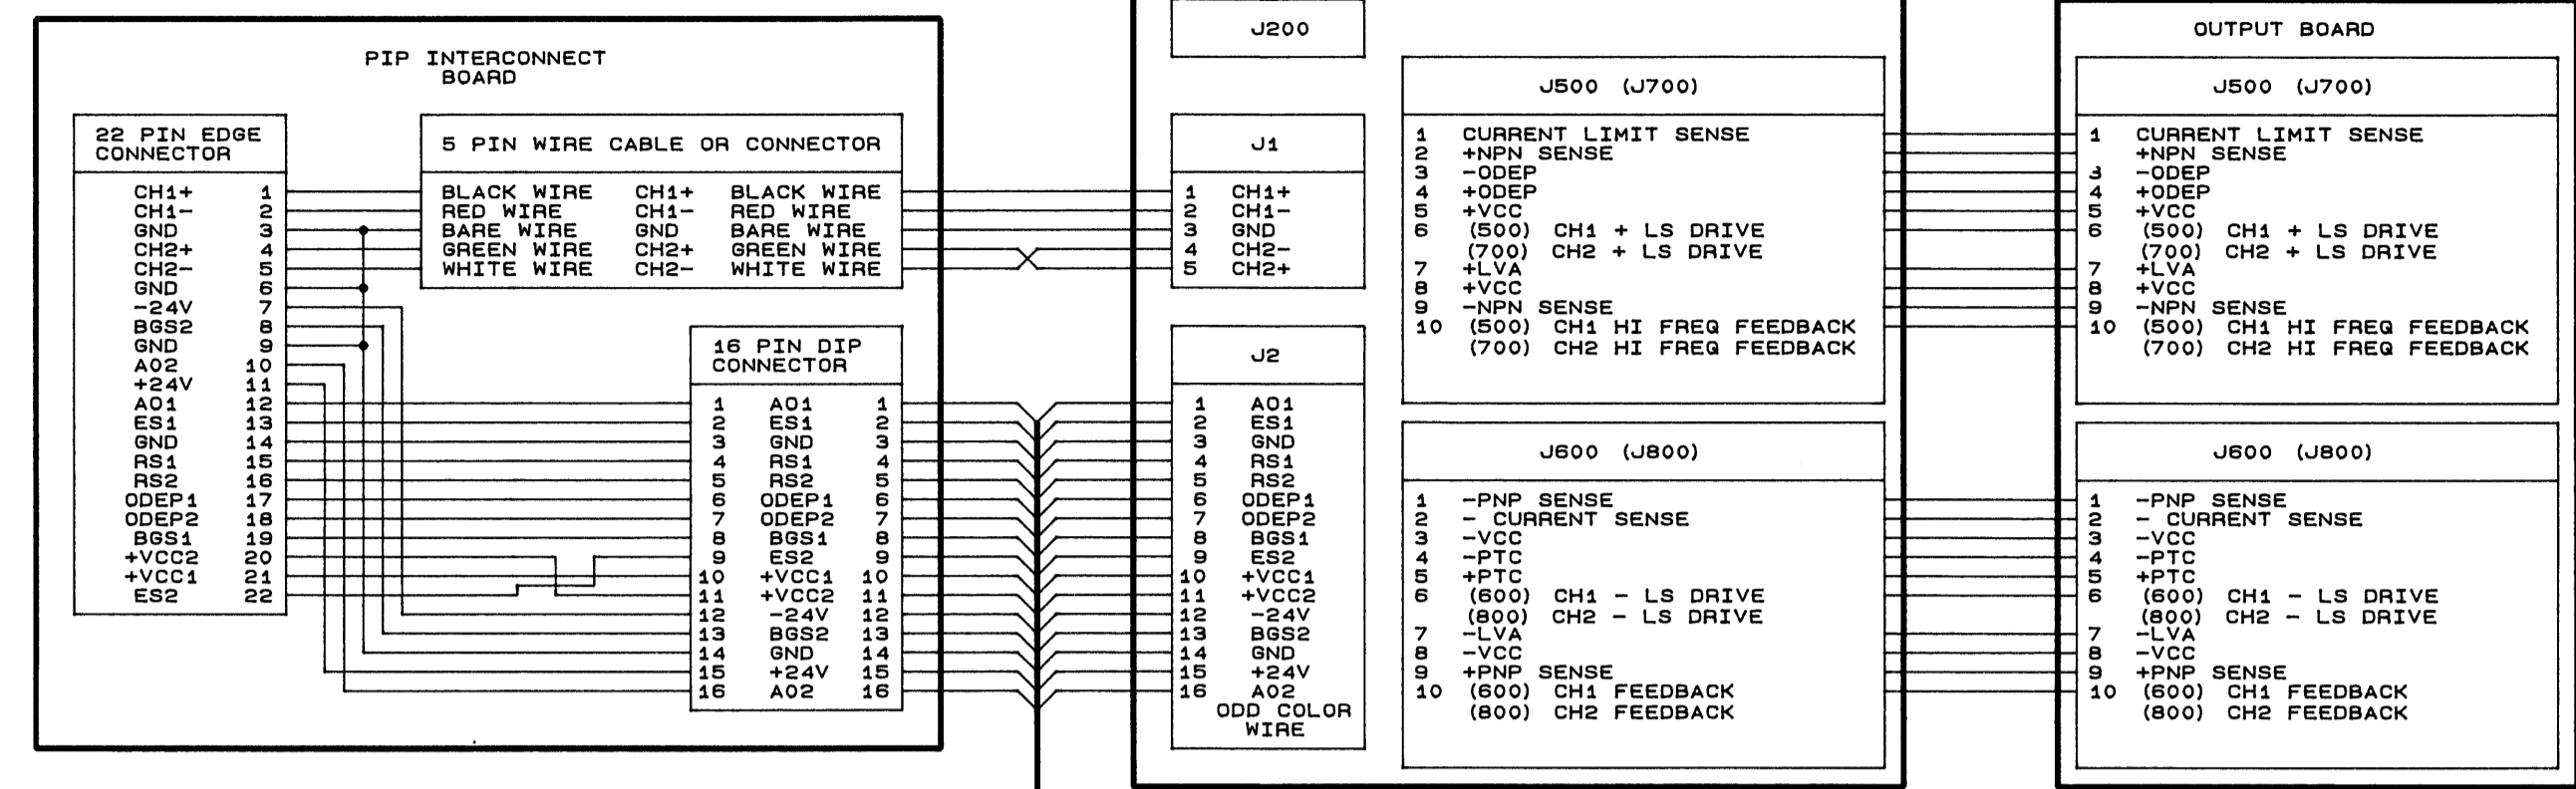 PIP INTERCONNECT
BOARD
22 PIN EDGE
CONNECTOR
CH1+ 1
CH1- 2
GND 3
CH2+ 4
CH2- 5
GND 6
-24V 7
BGS2 8
GND 9
AO2 10
+24V 11
AO1 12
ES1 13
GND 14
RS1 15
RS2 16
ODEP1 17
ODEP2 18
BGS1 19
+VCC2 20
+VCC1 21
ES2 22
5 PIN WIRE CABLE OR CONNECTOR
BLACK WIRE CH1+ BLACK WIRE
RED WIRE CH1- RED WIRE
BARE WIRE GND BARE WIRE
GREEN WIRE CH2+ GREEN WIRE
WHITE WIRE CH2- WHITE WIRE
16 PIN DIP
CONNECTOR
1 AO1 1
2 ES1 2
3 GND 3
4 RS1 4
5 RS2 5
6 ODEP1 6
7 ODEP2 7
8 BGS1 8
9 ES2 9
10 +VCC1 10
11 +VCC2 11
12 -24V 12
13 BGS2 13
14 GND 14
15 +24V 15
16 AO2 16
J200
J1
1 CH1+
2 CH1-
3 GND
4 CH2-
5 CH2+
J2
1 AO1
2 ES1
3 GND
4 RS1
5 RS2
6 ODEP1
7 ODEP2
8 BGS1
9 ES2
10 +VCC1
11 +VCC2
12 -24V
13 BGS2
14 GND
15 +24V
16 AO2
ODD COLOR
WIRE
J500 (J700)
1 CURRENT LIMIT SENSE
2 +NPN SENSE
3 -ODEP
4 +ODEP
5 +VCC
6 (500) CH1 + LS DRIVE
(700) CH2 + LS DRIVE
7 +LVA
8 +VCC
9 -NPN SENSE
10 (500) CH1 HI FREQ FEEDBACK
(700) CH2 HI FREQ FEEDBACK
J600 (J800)
1 -PNP SENSE
2 - CURRENT SENSE
3 -VCC
4 -PTC
5 +PTC
6 (600) CH1 - LS DRIVE
(800) CH2 - LS DRIVE
7 -LVA
8 -VCC
9 +PNP SENSE
10 (600) CH1 FEEDBACK
(800) CH2 FEEDBACK
OUTPUT BOARD
J500 (J700)
1 CURRENT LIMIT SENSE
+NPN SENSE
3 -ODEP
4 +ODEP
5 +VCC
6 (500) CH1 + LS DRIVE
(700) CH2 + LS DRIVE
7 +LVA
8 +VCC
9 -NPN SENSE
10 (500) CH1 HI FREQ FEEDBACK
(700) CH2 HI FREQ FEEDBACK
J600 (J800)
1 -PNP SENSE
2 - CURRENT SENSE
3 -VCC
4 -PTC
5 +PTC
6 (600) CH1 - LS DRIVE
(800) CH2 - LS DRIVE
7 -LVA
8 -VCC
9 +PNP SENSE
10 (600) CH1 FEEDBACK
(800) CH2 FEEDBACK